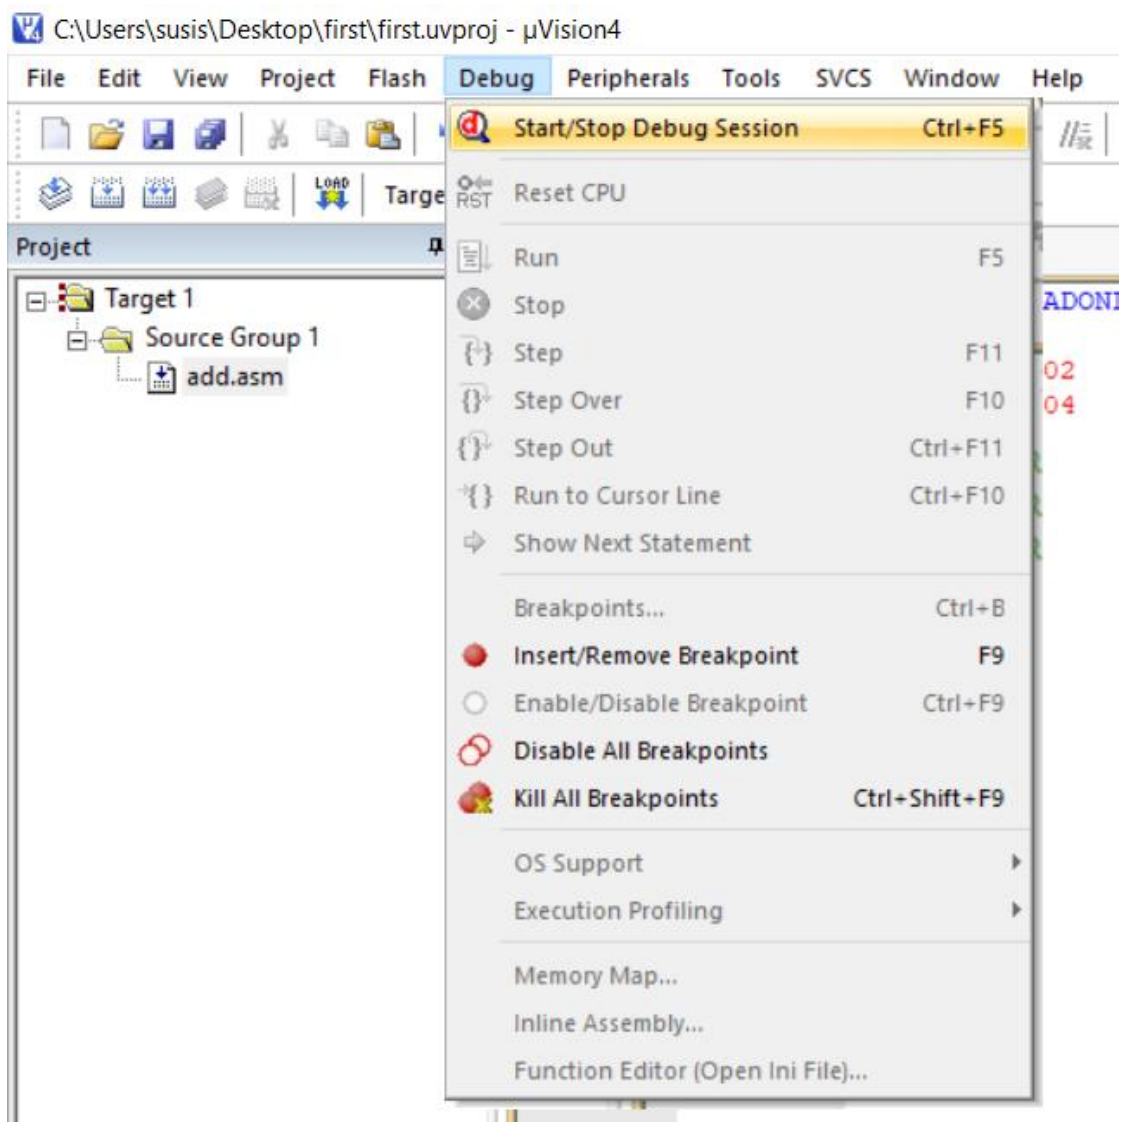 C:\Users\susis\Desktop\first\first.uvproj - µVision4
File Edit View Project Flash Debug Peripherals Tools SVCS Window Help
Start/Stop Debug Session Ctrl+F5
LOAD
Targe
RST Reset CPU
Project
Run F5
Target 1
Stop
ADONI
Source Group 1
Step F11
02
add.asm
Step Over F10
04
Step Out Ctrl+F11
Run to Cursor Line Ctrl+F10
Show Next Statement
Breakpoints... Ctrl+B
Insert/Remove Breakpoint F9
Enable/Disable Breakpoint Ctrl+F9
Disable All Breakpoints
Kill All Breakpoints Ctrl+Shift+F9
OS Support
Execution Profiling
Memory Map...
Inline Assembly...
Function Editor (Open Ini File)...